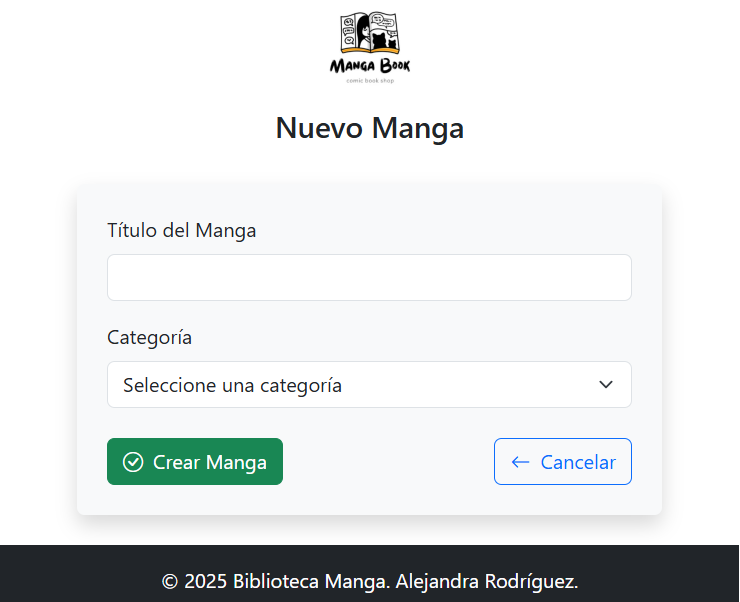 MANGA BOOK
comic book shop
Nuevo Manga
Título del Manga
Categoría
Seleccione una categoría
Crear Manga
Cancelar
© 2025 Biblioteca Manga. Alejandra Rodríguez.